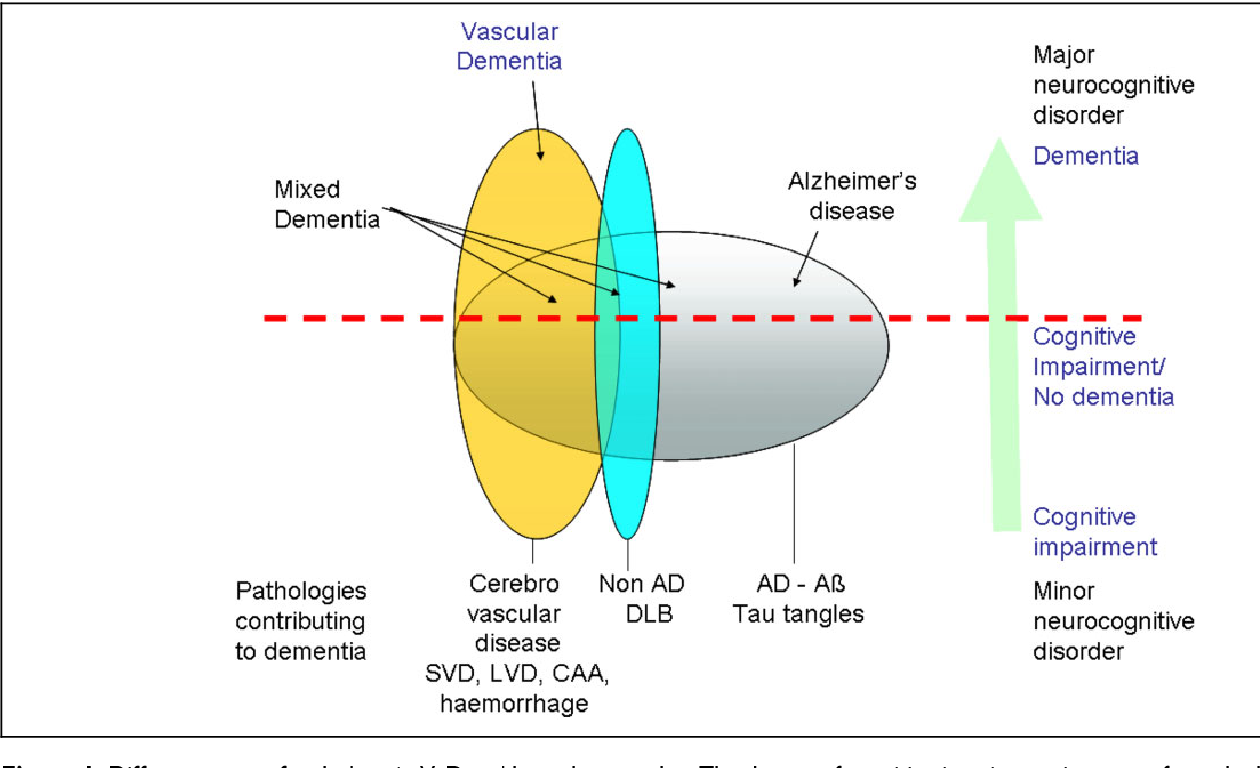 Vascular
Dementia
Major
neurocognitive
disorder
Dementia
Mixed
Dementia
Alzheimer's
disease
Cognitive
Impairment/
No dementia
Cognitive
impairment
Minor
neurocognitive
disorder
Pathologies
contributing
to dementia
Cerebro
vascular
disease
SVD, LVD, CAA,
haemorrhage
Non AD
DLB
AD - Aß
Tau tangles